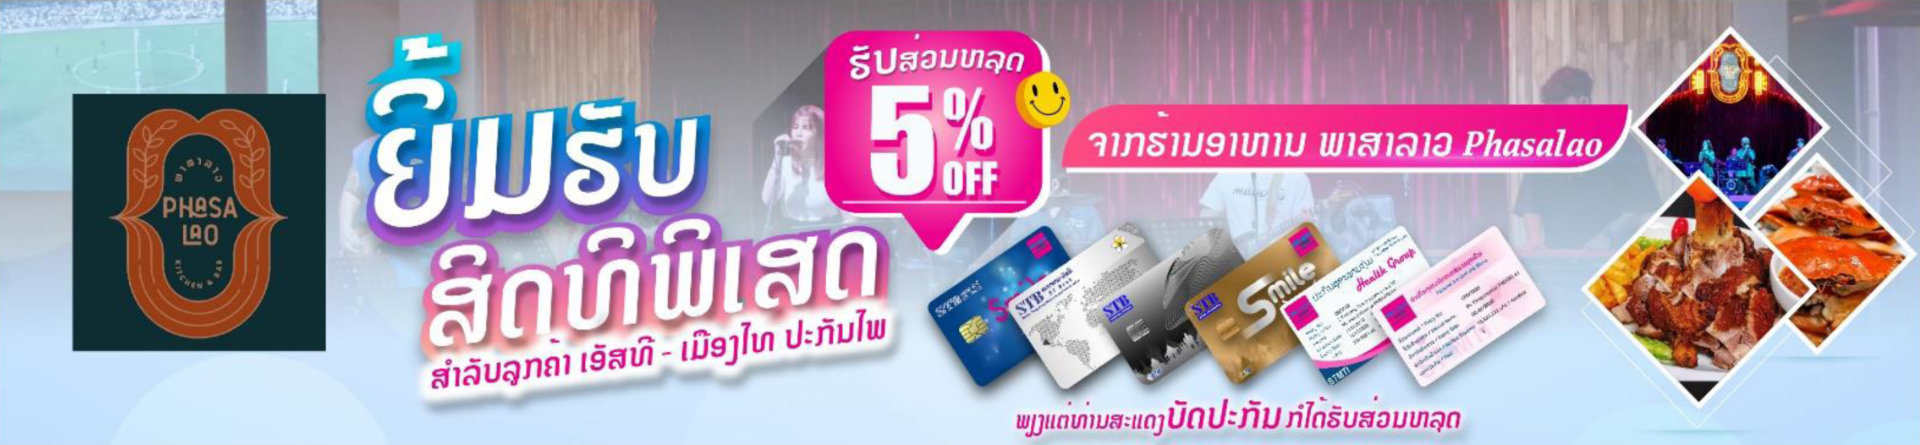 ພາສາລາວ
PHASA
LAO
KITCHEN & BAR
ຍິ້ມຮັບ
ສິດທິພິເສດ
ສຳລັບລູກຄ້າ ເອັສທີ - ເມືອງໄທ ປະກັນໄພ
ຮັບສ່ວນຫລຸດ
5%
OFF
ຈາກຮ້ານອາຫານ ພາສາລາວ Phasalao
STB
STB
STB
Smile
Health Group
STMTI
ພຽງແຕ່ທ່ານສະແດງບັດປະກັນ ກໍໄດ້ຮັບສ່ວນຫລຸດ